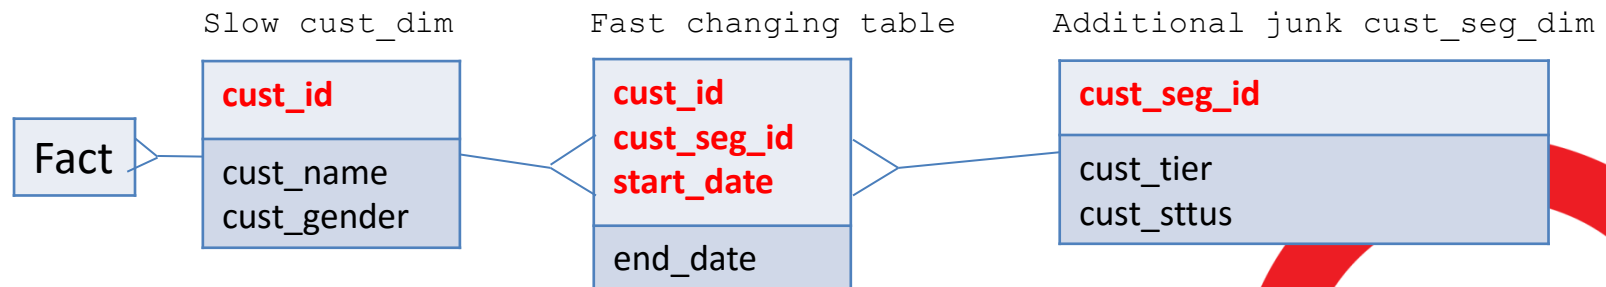 Slow cust_dim
Fast changing table
Additional junk cust_seg_dim
Fact
cust_id
cust_name
cust_gender
cust_id
cust_seg_id
start_date
end_date
cust_seg_id
cust_tier
cust_sttus